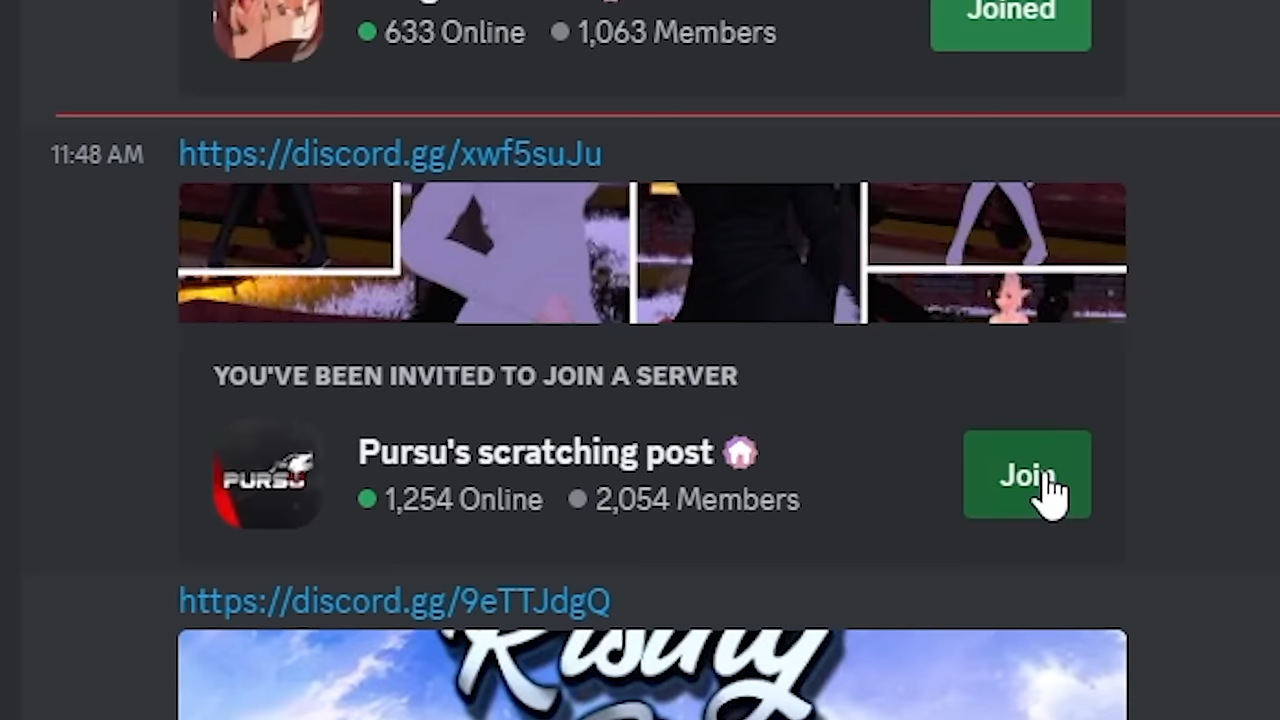 633 Online 1,063 Members
Joined
11:48 AM https://discord.gg/xwf5suJu
YOU'VE BEEN INVITED TO JOIN A SERVER
PURSU
Pursu's scratching post
1,254 Online 2,054 Members
Join
https://discord.gg/9eTTJdgQ
Rising